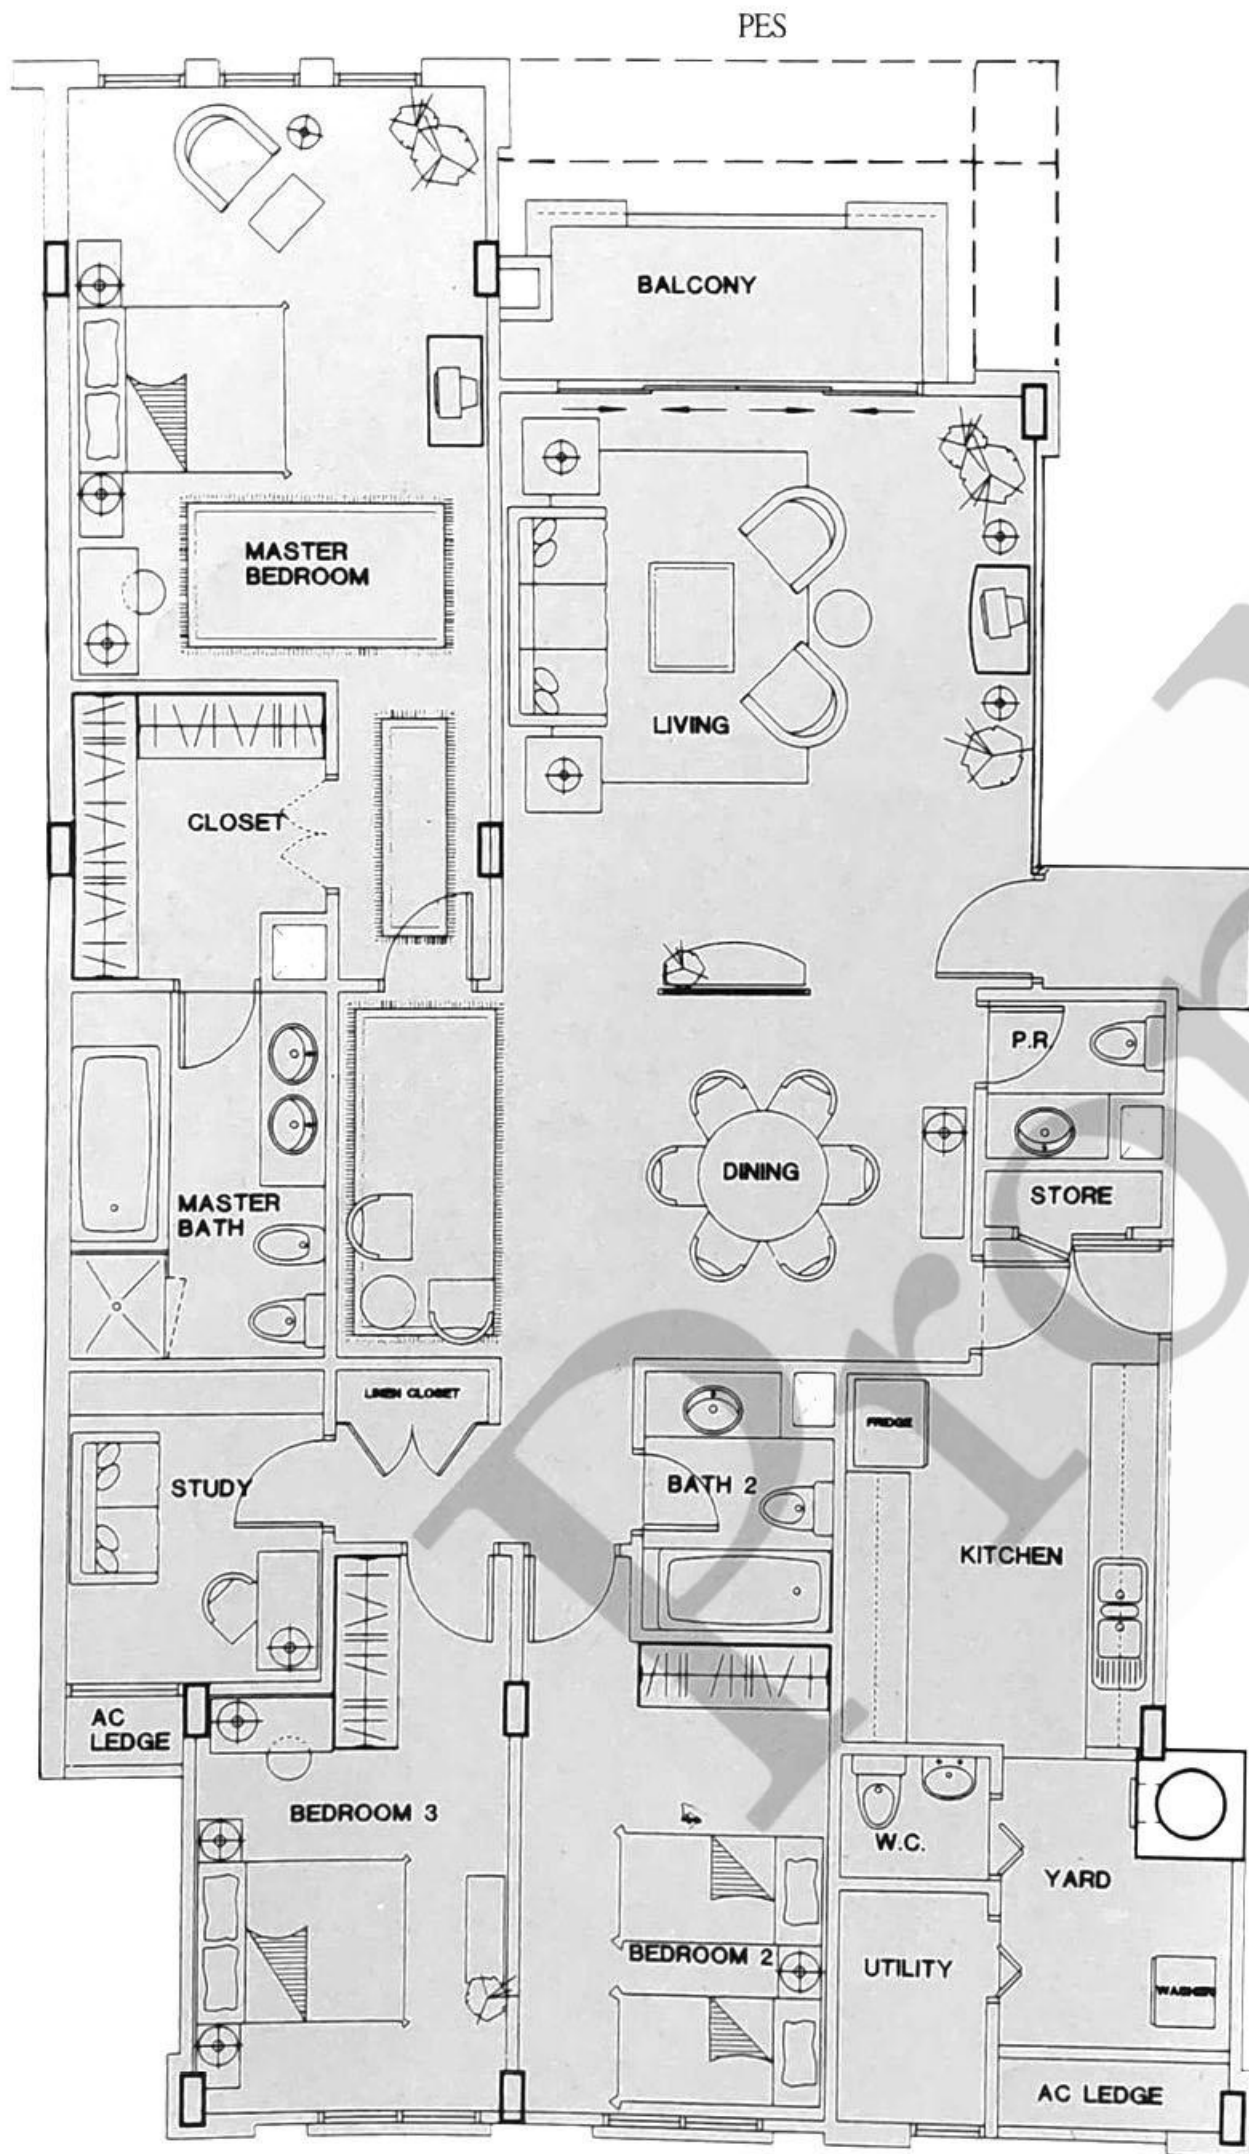 PES
BALCONY
MASTER
BEDROOM
LIVING
CLOSET
P.R.
DINING
STORE
MASTER
BATH
LINEN CLOSET
FRIDGE
STUDY
BATH 2
KITCHEN
AC
LEDGE
BEDROOM 3
W.C.
YARD
BEDROOM 2
UTILITY
WASHER
AC LEDGE